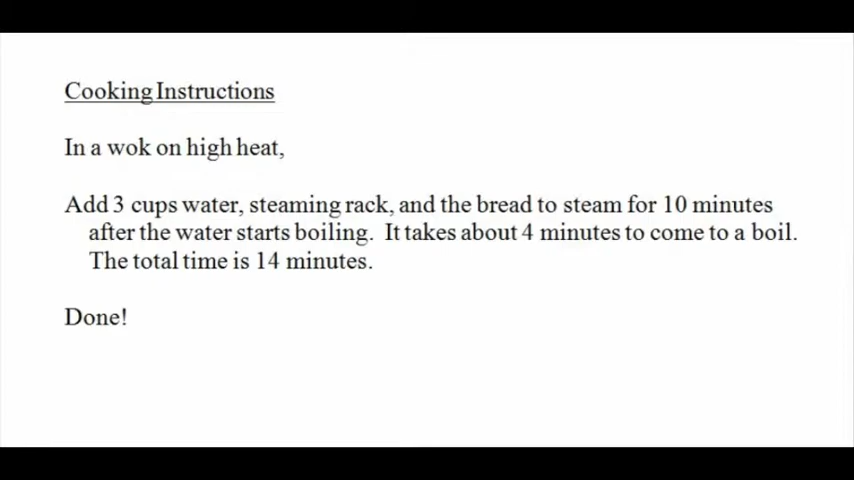 Cooking Instructions
In a wok on high heat,
Add 3 cups water, steaming rack, and the bread to steam for 10 minutes
after the water starts boiling. It takes about 4 minutes to come to a boil.
The total time is 14 minutes.
Done!